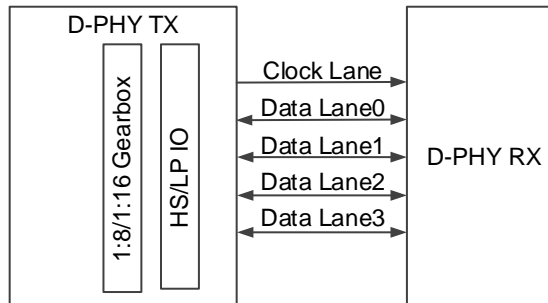 D-PHY TX
1:8/1:16 Gearbox
HS/LP IO
Clock Lane
Data Lane0
Data Lane1
Data Lane2
Data Lane3
D-PHY RX